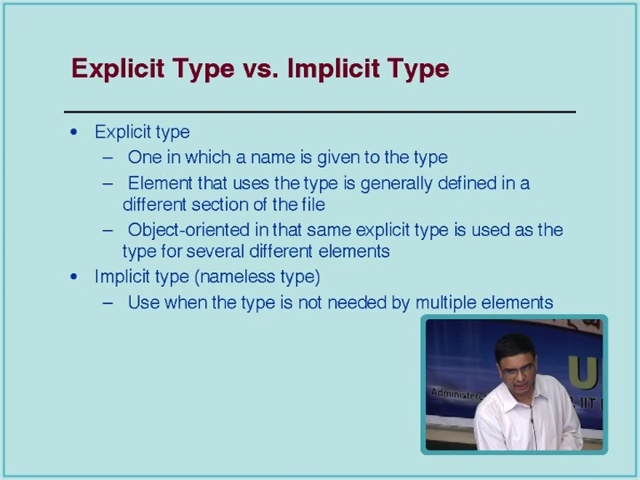 Explicit Type vs. Implicit Type
• Explicit type
– One in which a name is given to the type
– Element that uses the type is generally defined in a
different section of the file
– Object-oriented in that same explicit type is used as the
type for several different elements
• Implicit type (nameless type)
– Use when the type is not needed by multiple elements
U
Administer
IIT